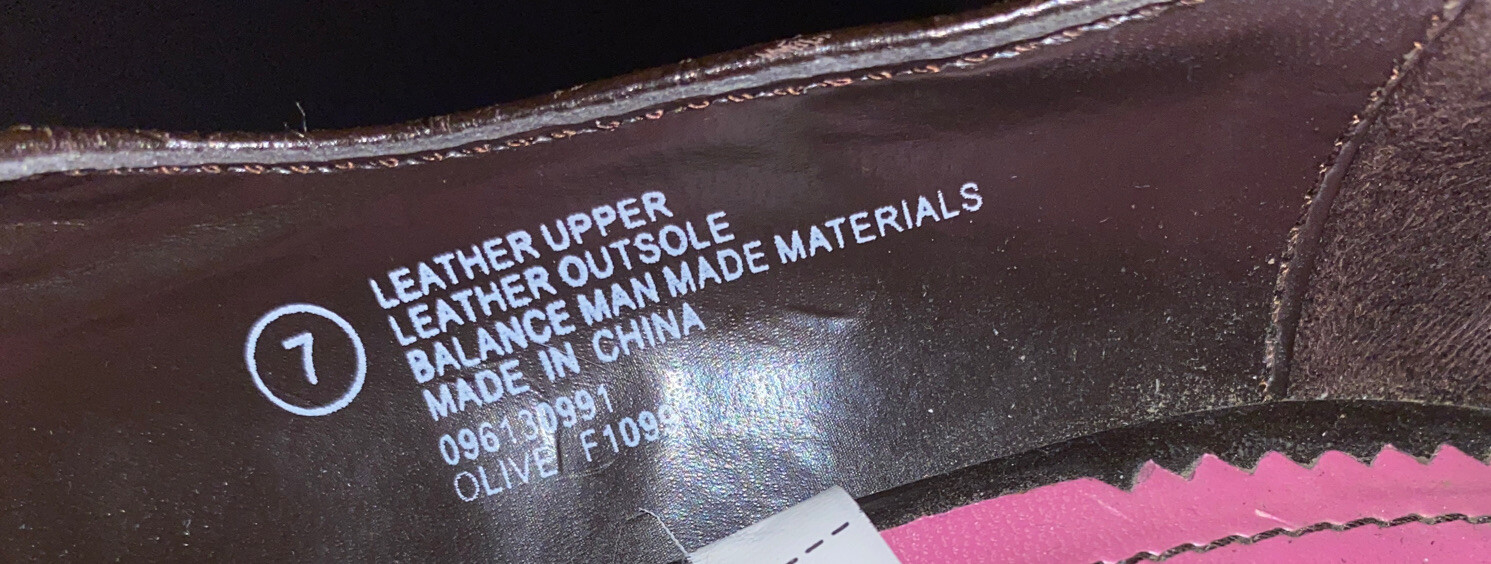 7
LEATHER UPPER
LEATHER OUTSOLE
BALANCE MAN MADE MATERIALS
MADE IN CHINA
096130991
OLIVE